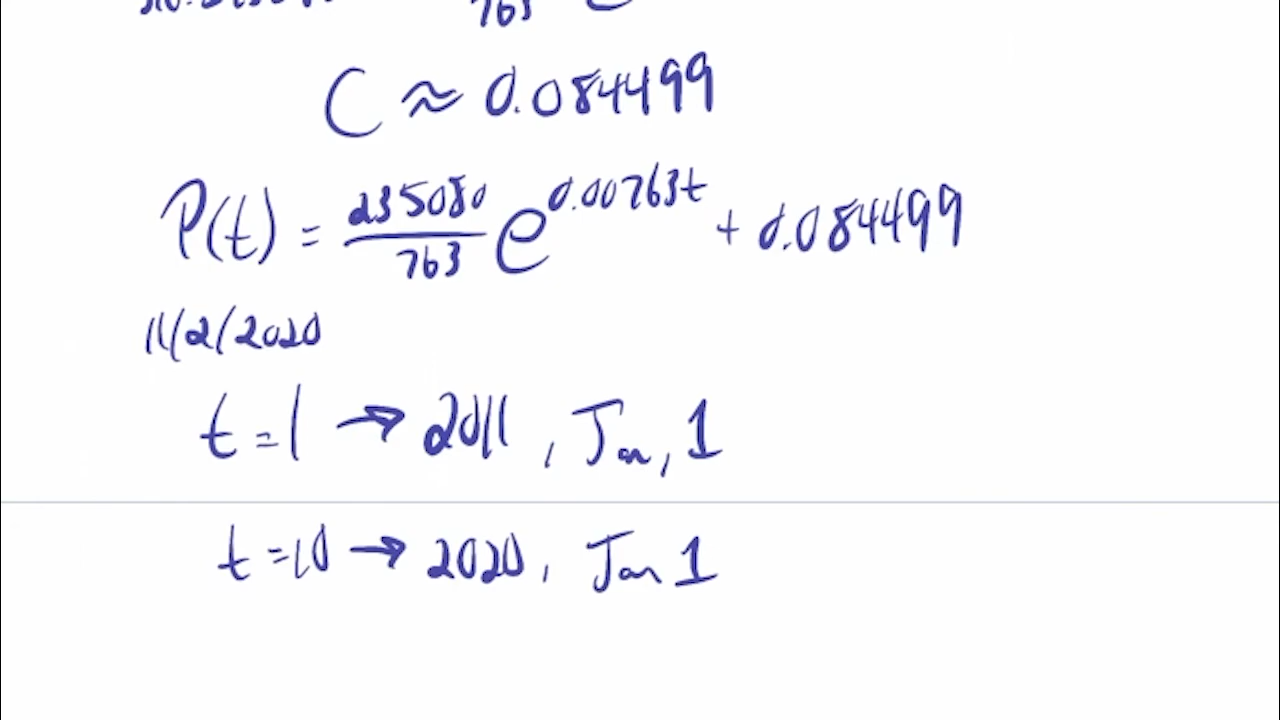 763
C ≈ 0.084499
P(t) = 235080/763 e^0.00763t + 0.084499
11/2/2020
t=1 → 2011, Jan, 1
t=10 → 2020, Jan 1